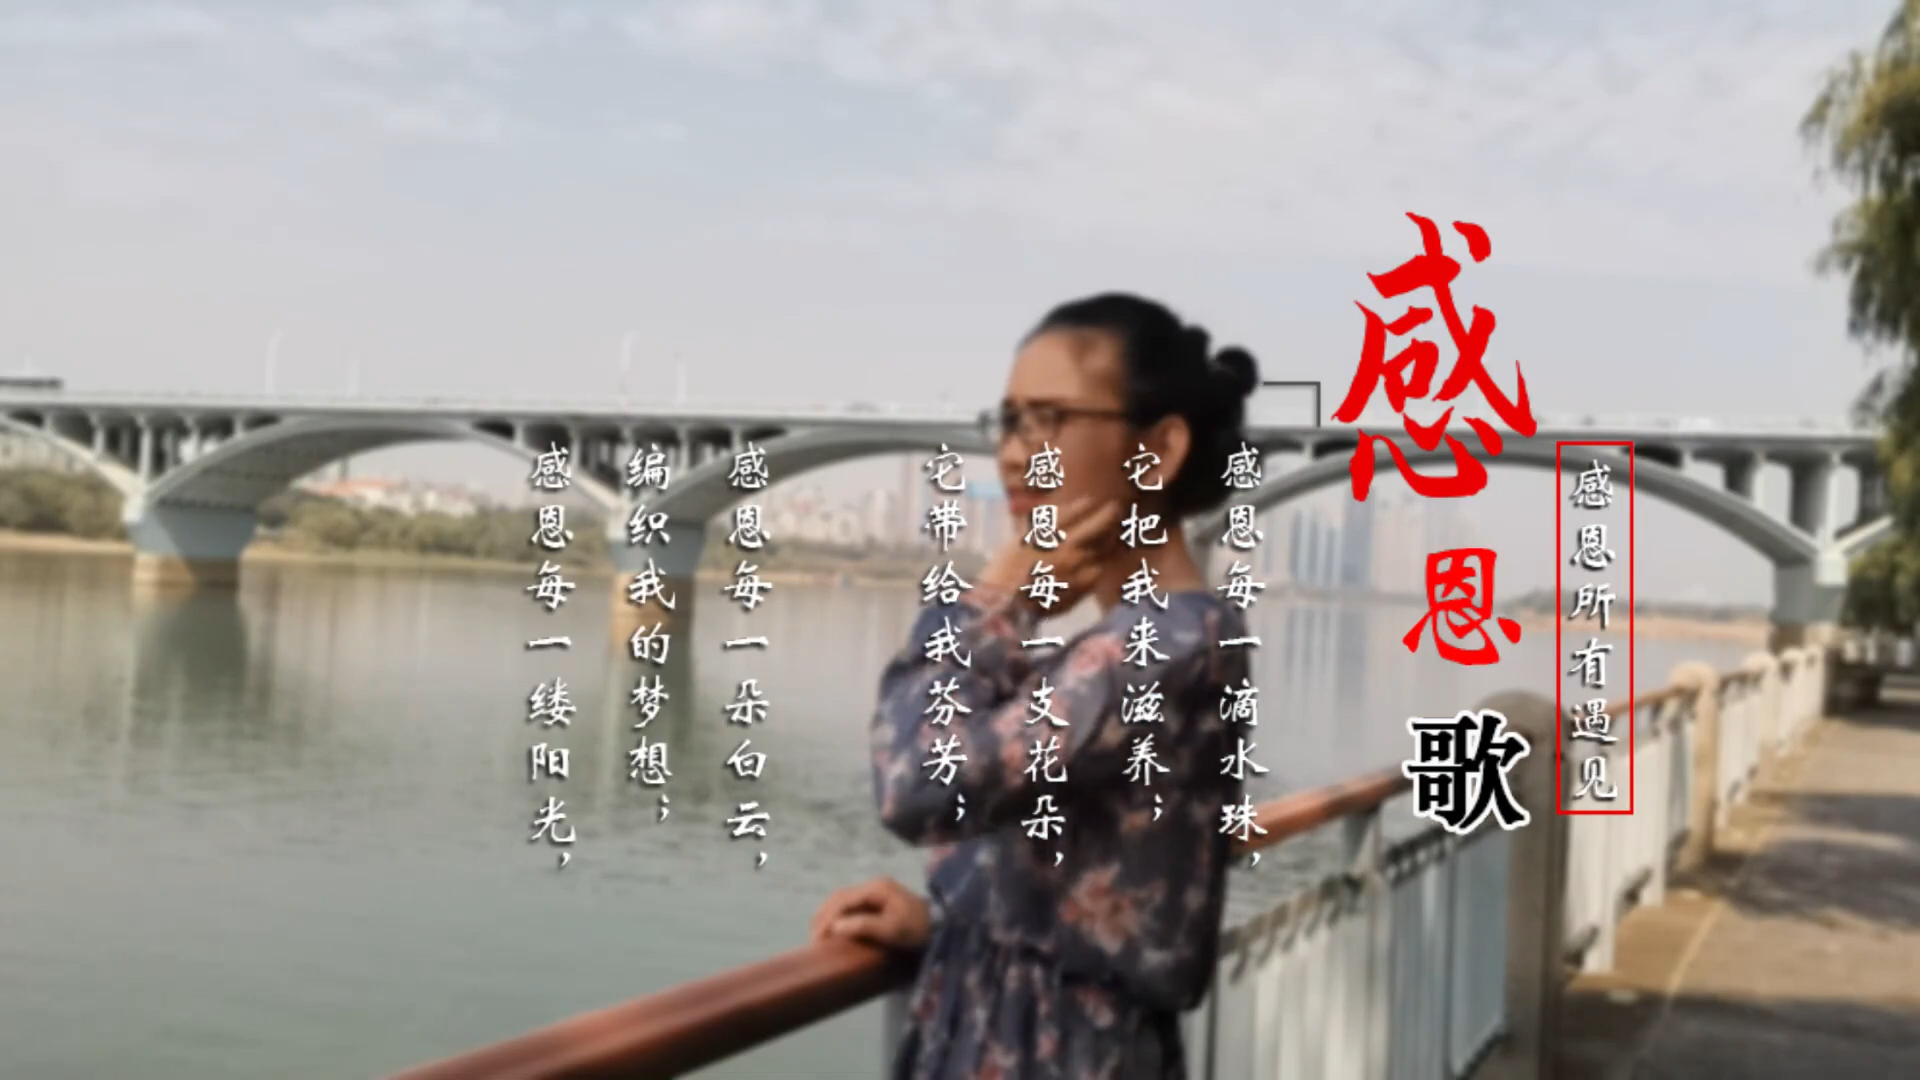 感恩歌
感恩所有遇见
感恩每一滴水珠，
它把我来滋养；
感恩每一支花朵，
它带给我芬芳；
感恩每一朵白云，
编织我的梦想；
感恩每一缕阳光，